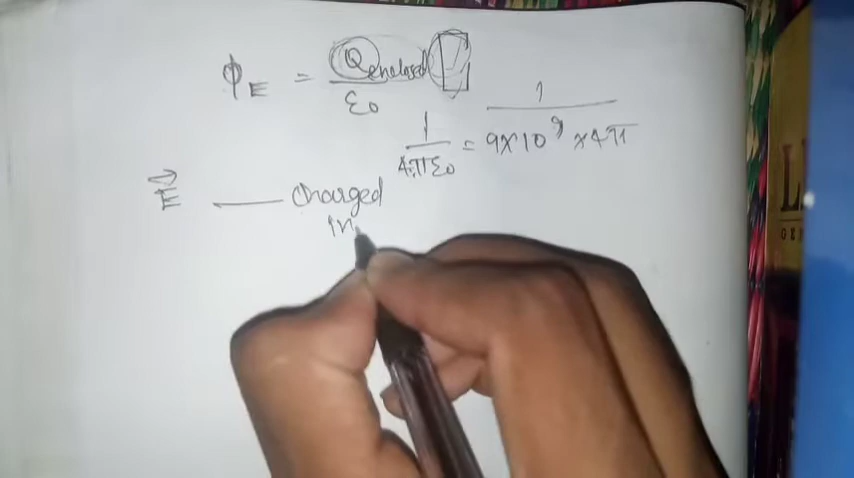 ϕE = Qenclosed / ε0
1 / 4πε0 = 1 / 9×10⁹ × 4π
E⃗ — Charged
in